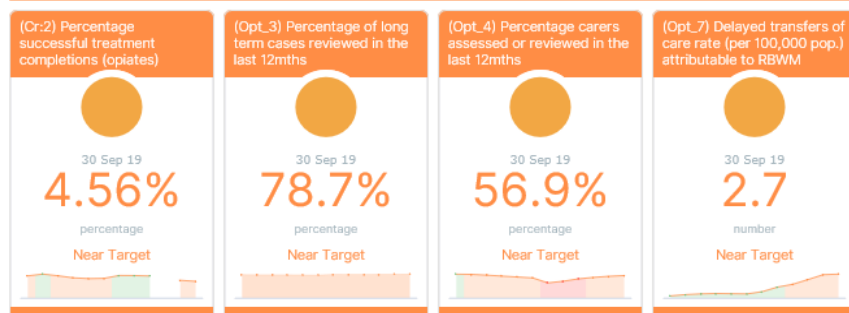 (Cr:2) Percentage
successful treatment
completions (opiates)
30 Sep 19
4.56%
percentage
Near Target
(Opt_3) Percentage of long
term cases reviewed in the
last 12mths
30 Sep 19
78.7%
percentage
Near Target
(Opt_4) Percentage carers
assessed or reviewed in the
last 12mths
30 Sep 19
56.9%
percentage
Near Target
(Opt_7) Delayed transfers of
care rate (per 100,000 pop.)
attributable to RBWM
30 Sep 19
2.7
number
Near Target